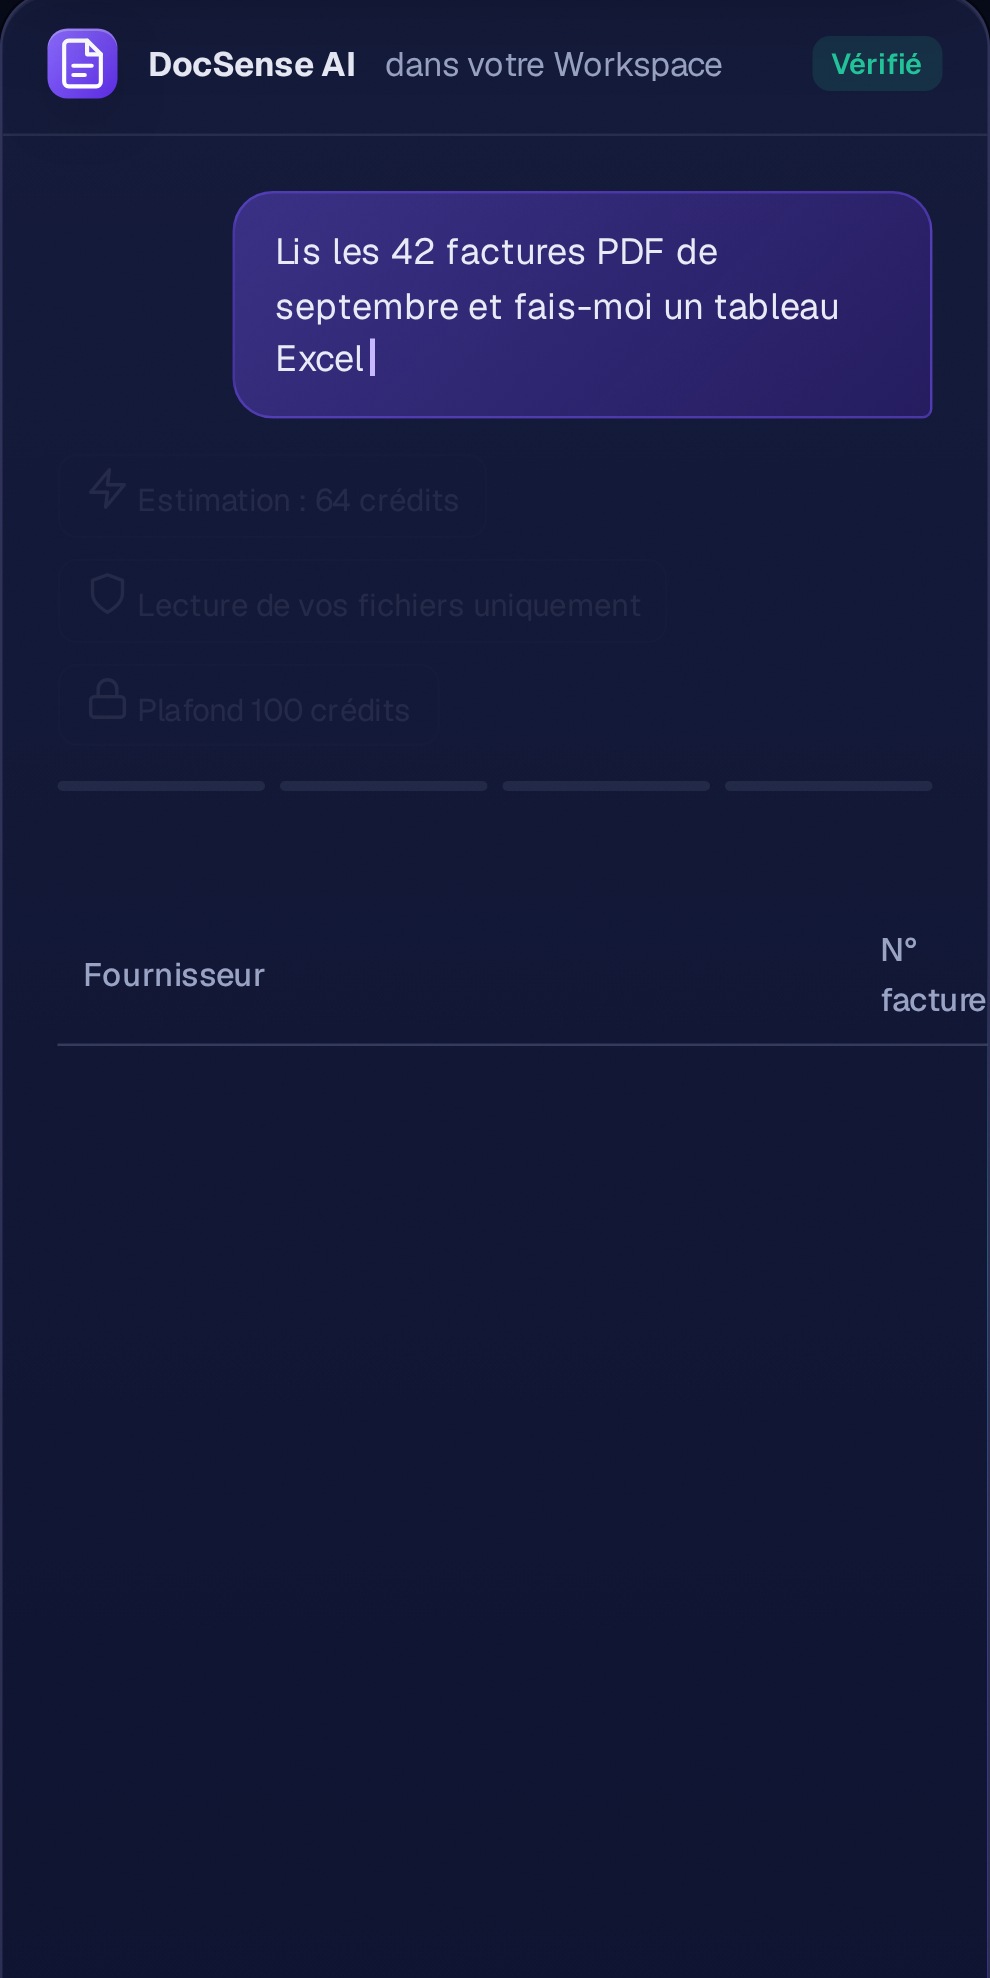 DocSense AI dans votre Workspace Vérifié
Lis les 42 factures PDF de
septembre et fais-moi un tableau
Excel
Estimation : 64 crédits
Lecture de vos fichiers uniquement
Plafond 100 crédits
Fournisseur
N°
facture